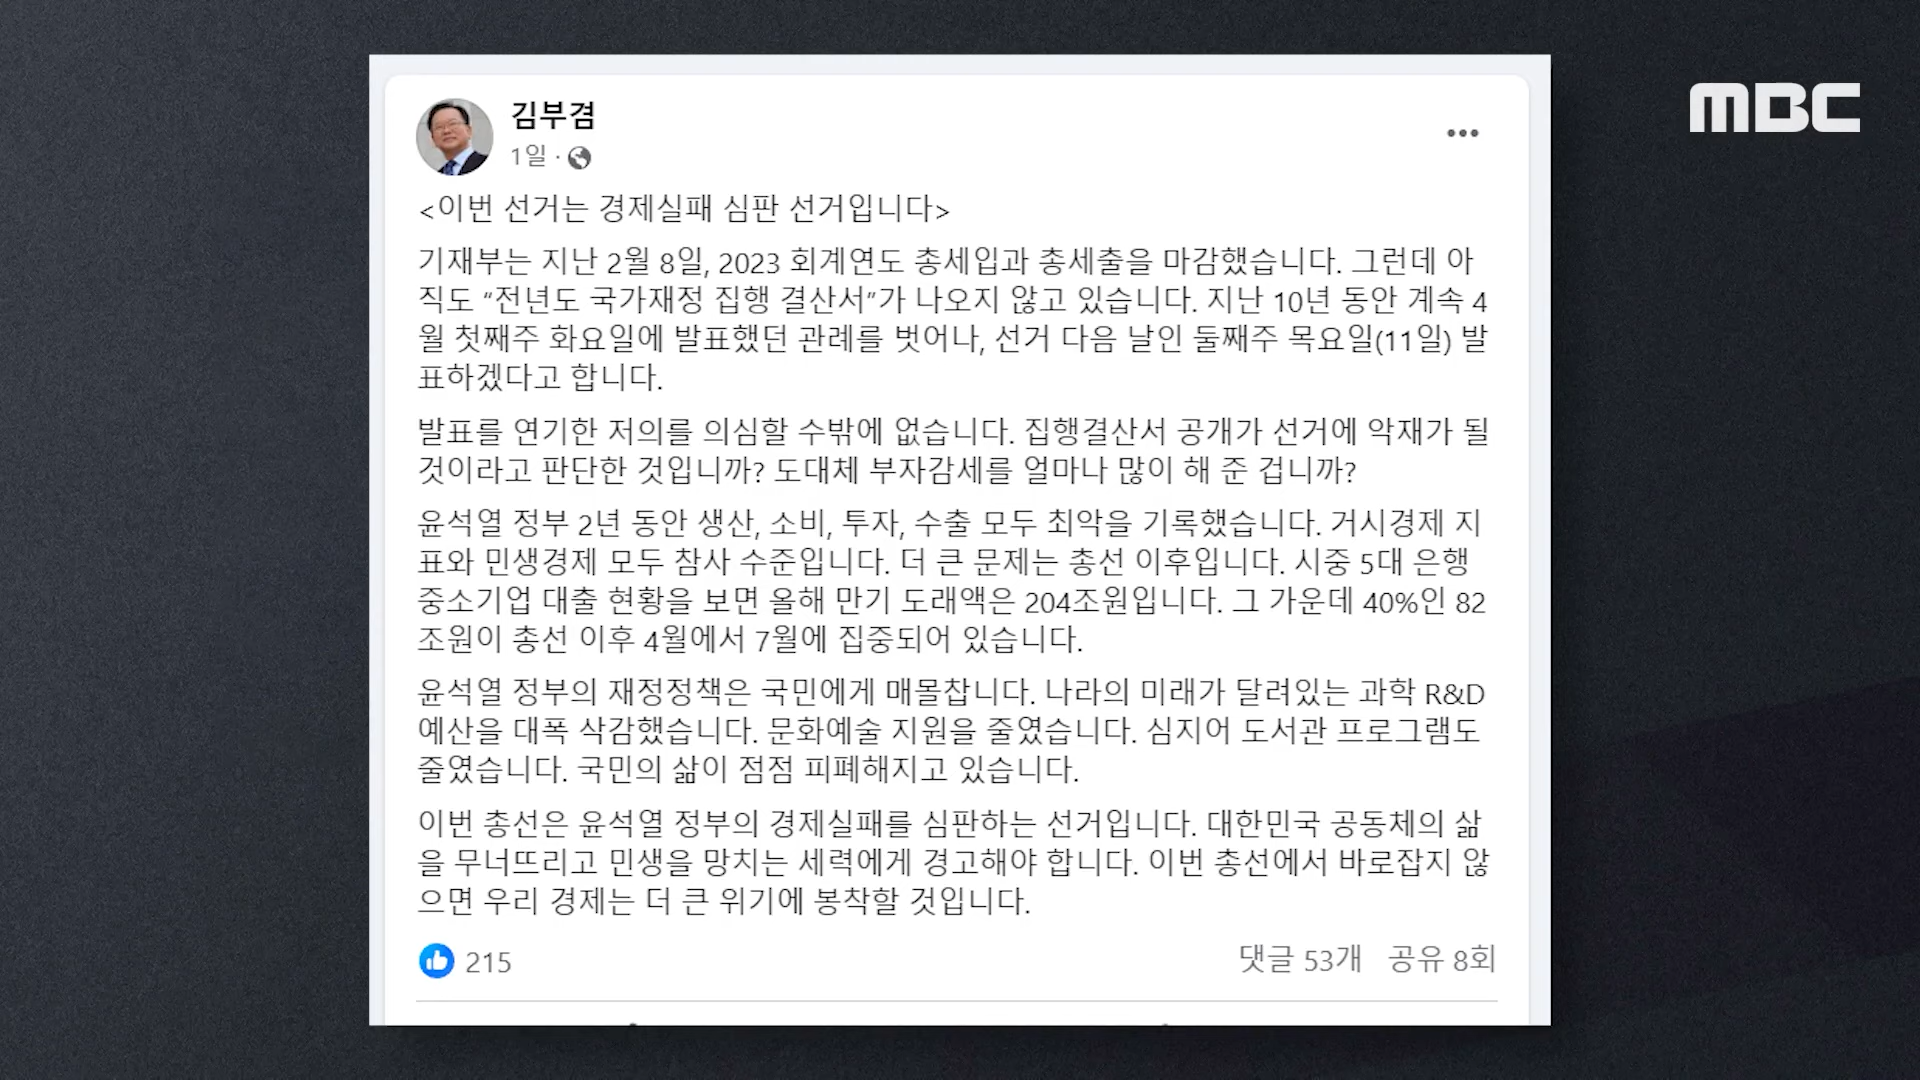 MBC
김부겸
1일 ·
<이번 선거는 경제실패 심판 선거입니다>
기재부는 지난 2월 8일, 2023 회계연도 총세입과 총세출을 마감했습니다. 그런데 아
직도 “전년도 국가재정 집행 결산서”가 나오지 않고 있습니다. 지난 10년 동안 계속 4
월 첫째주 화요일에 발표했던 관례를 벗어나, 선거 다음 날인 둘째주 목요일(11일) 발
표하겠다고 합니다.
발표를 연기한 저의를 의심할 수밖에 없습니다. 집행결산서 공개가 선거에 악재가 될
것이라고 판단한 것입니까? 도대체 부자감세를 얼마나 많이 해 준 겁니까?
윤석열 정부 2년 동안 생산, 소비, 투자, 수출 모두 최악을 기록했습니다. 거시경제 지
표와 민생경제 모두 참사 수준입니다. 더 큰 문제는 총선 이후입니다. 시중 5대 은행
중소기업 대출 현황을 보면 올해 만기 도래액은 204조원입니다. 그 가운데 40%인 82
조원이 총선 이후 4월에서 7월에 집중되어 있습니다.
윤석열 정부의 재정정책은 국민에게 매몰찹니다. 나라의 미래가 달려있는 과학 R&D
예산을 대폭 삭감했습니다. 문화예술 지원을 줄였습니다. 심지어 도서관 프로그램도
줄였습니다. 국민의 삶이 점점 피폐해지고 있습니다.
이번 총선은 윤석열 정부의 경제실패를 심판하는 선거입니다. 대한민국 공동체의 삶
을 무너뜨리고 민생을 망치는 세력에게 경고해야 합니다. 이번 총선에서 바로잡지 않
으면 우리 경제는 더 큰 위기에 봉착할 것입니다.
215
댓글 53개 공유 8회